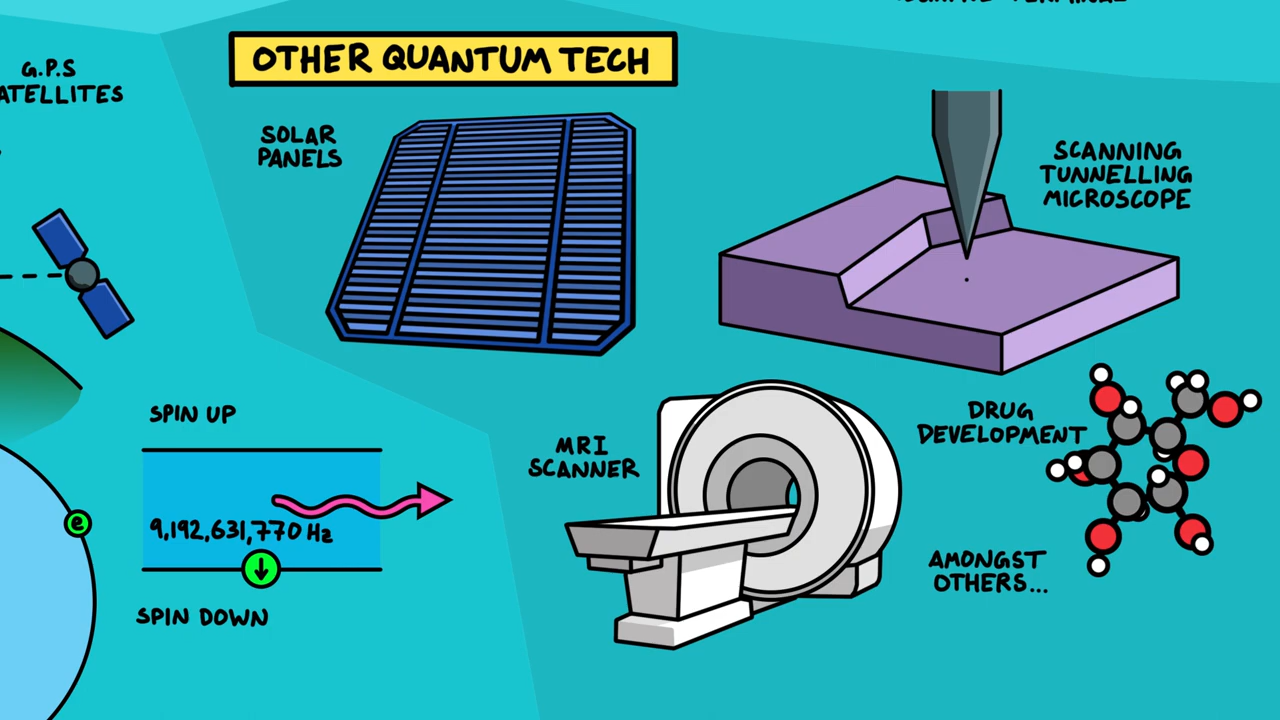 G.P.S
OTHER QUANTUM TECH
SOLAR
PANELS
SCANNING
TUNNELLING
MICROSCOPE
SPIN UP
9,192,631,770 Hz
SPIN DOWN
e
MRI
SCANNER
DRUG
DEVELOPMENT
AMONGST
OTHERS...